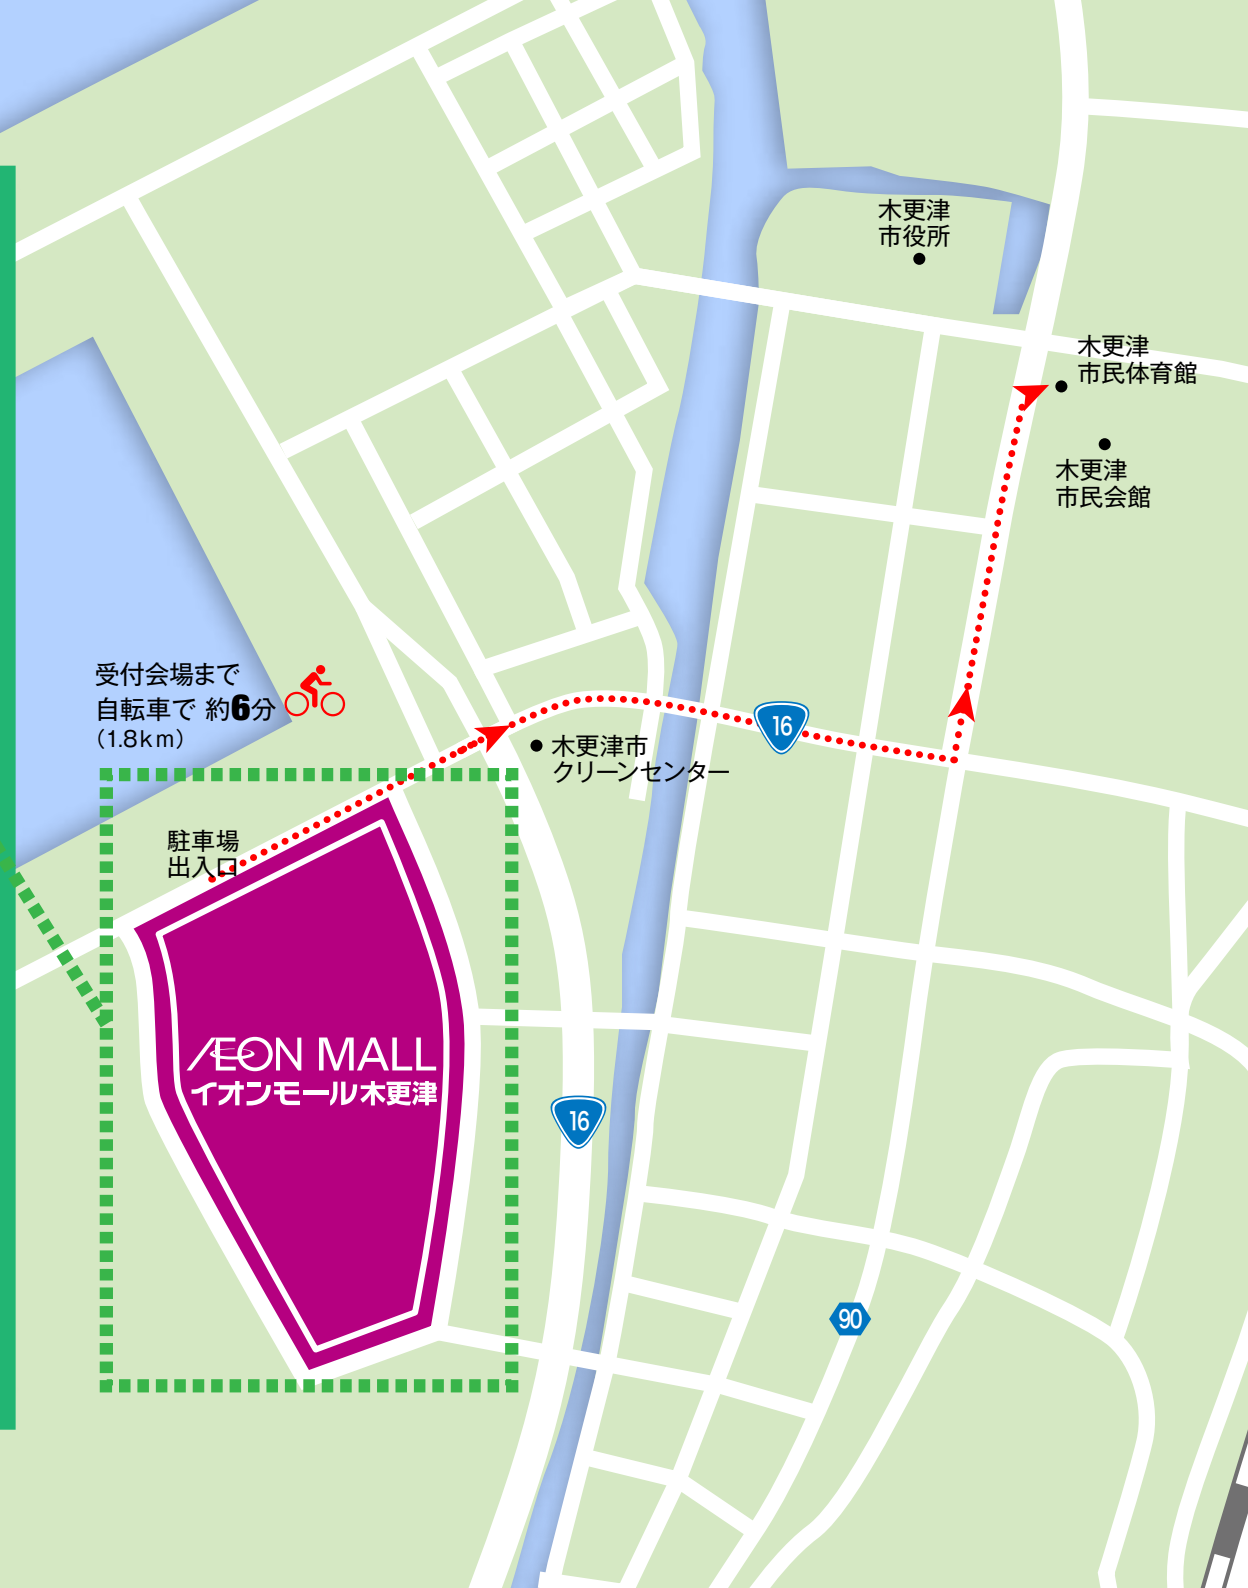 木更津
市役所
木更津
市民体育館
木更津
市民会館
受付会場まで
自転車で 約6分
（1.8km）
16
木更津市
クリーンセンター
駐車場
出入口
ÆON MALL
イオンモール木更津
16
90